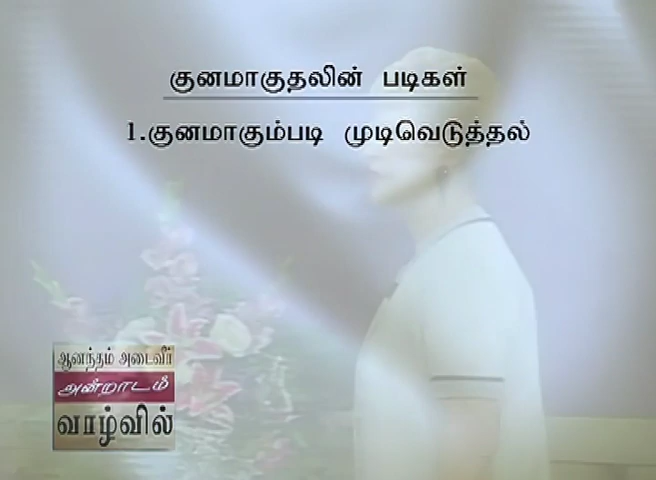 குனமாகுதலின் படிகள்
1.குனமாகும்படி முடிவெடுத்தல்
ஆனந்தம் அடைவீர்
அன்றாடம்
வாழ்வில்